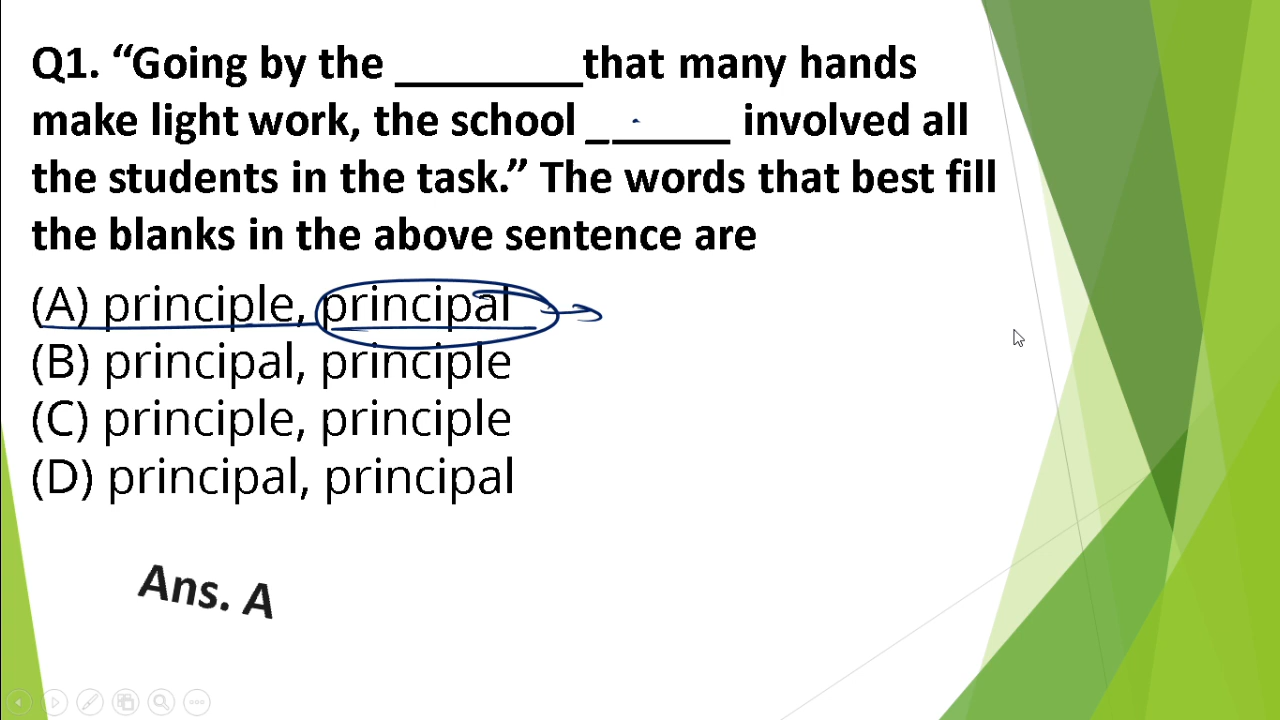 Q1. “Going by the _________that many hands
make light work, the school _______ involved all
the students in the task.” The words that best fill
the blanks in the above sentence are
(A) principle, principal
(B) principal, principle
(C) principle, principle
(D) principal, principal
Ans. A